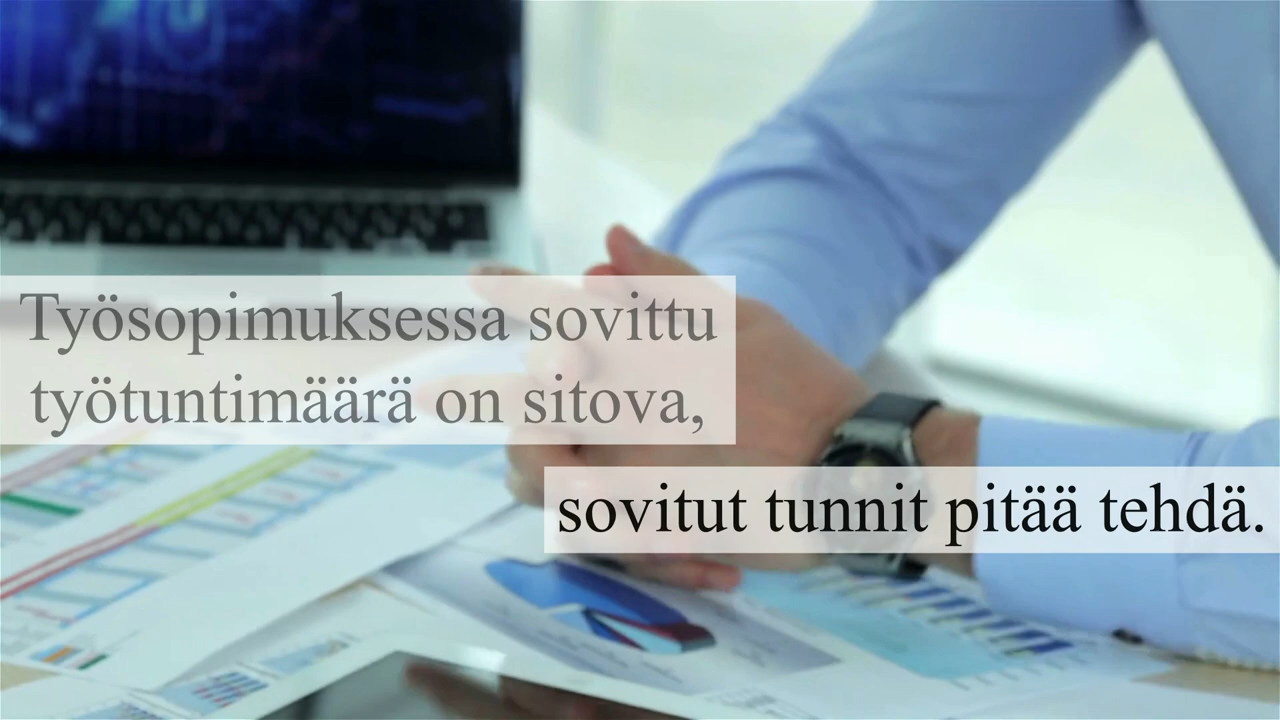 Työsopimuksessa sovittu
työtuntimäärä on sitova,
sovitut tunnit pitää tehdä.